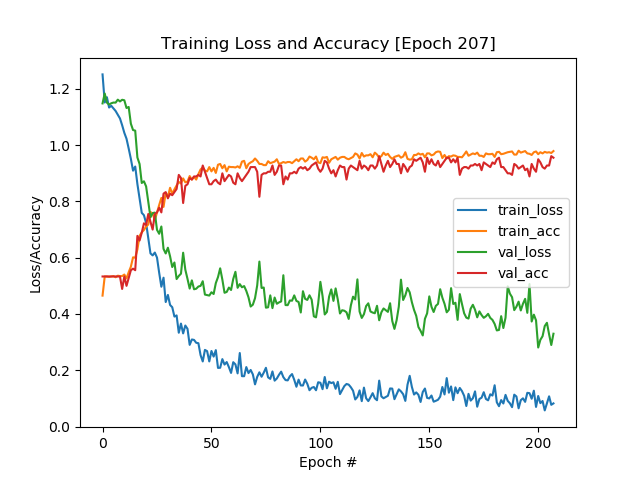 Training Loss and Accuracy [Epoch 207]
1.2
1.0
0.8
0.6
0.4
0.2
0.0
Loss/Accuracy
train_loss
train_acc
val_loss
val_acc
0 50 100 150 200
Epoch #